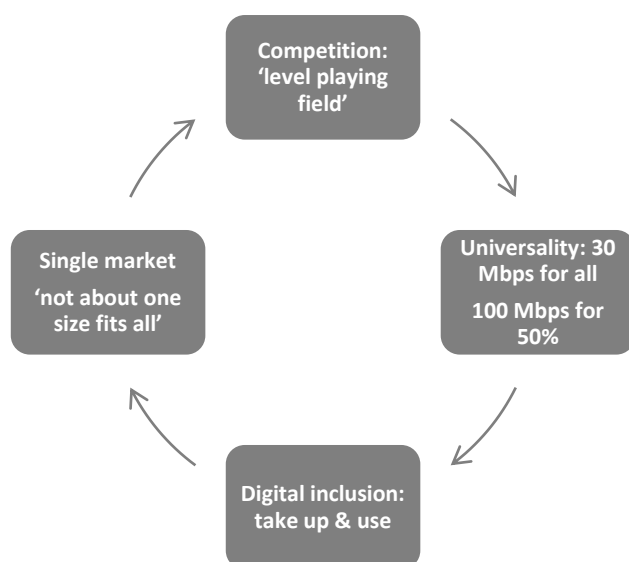 Competition:
‘level playing
field’
Universality: 30
Mbps for all
100 Mbps for
50%
Digital inclusion:
take up & use
Single market
‘not about one
size fits all’